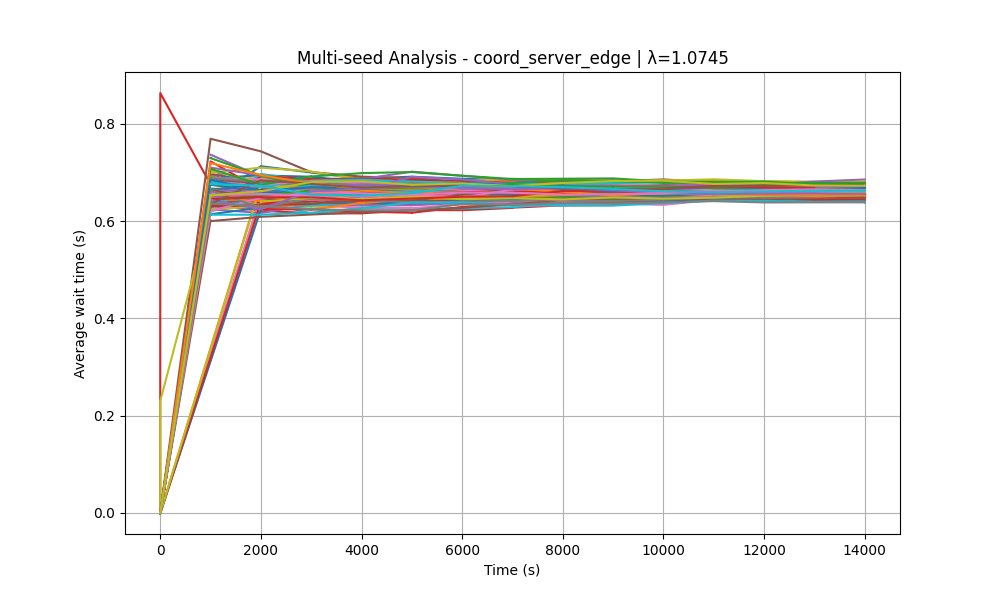 Multi-seed Analysis - coord_server_edge | λ=1.0745
Average wait time (s)
0.8
0.6
0.4
0.2
0.0
0 2000 4000 6000 8000 10000 12000 14000
Time (s)